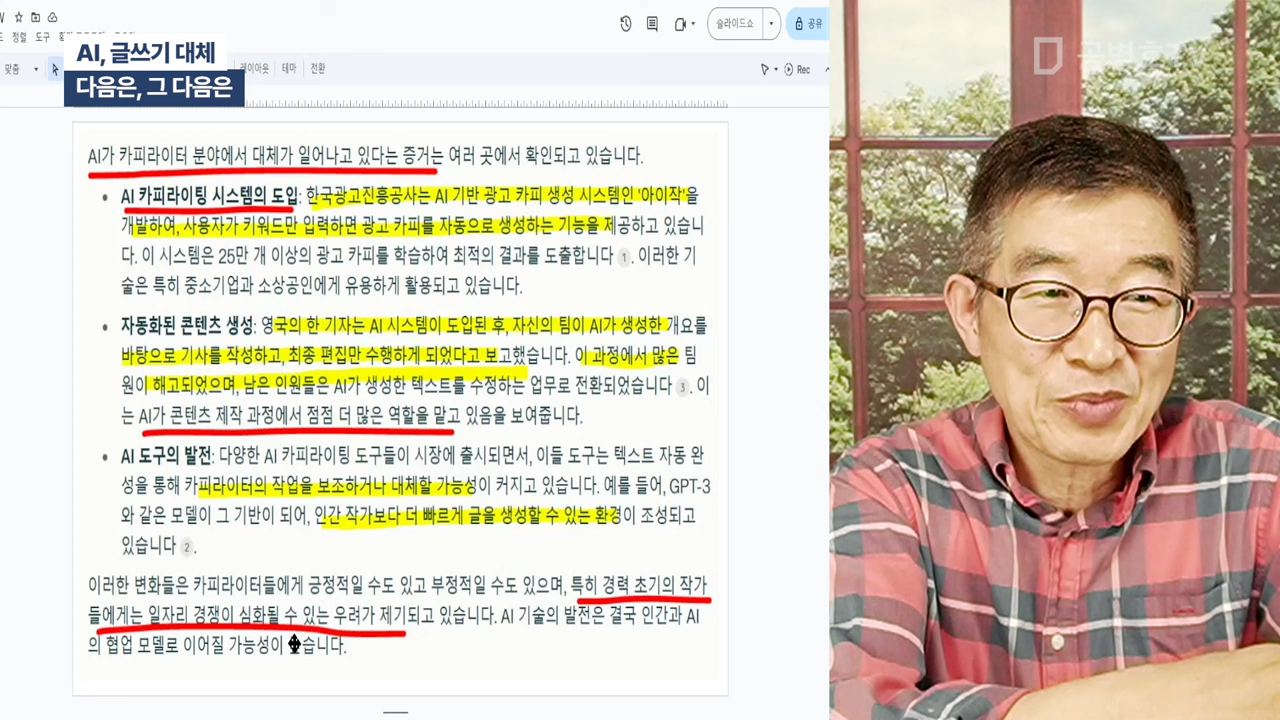 정렬 도구
슬라이드쇼
공유
AI, 글쓰기 대체
다음은, 그 다음은
맞춤
레이아웃 테마 전환
Rec
AI가 카피라이터 분야에서 대체가 일어나고 있다는 증거는 여러 곳에서 확인되고 있습니다.
• AI 카피라이팅 시스템의 도입: 한국광고진흥공사는 AI 기반 광고 카피 생성 시스템인 '아이작'을
개발하여, 사용자가 키워드만 입력하면 광고 카피를 자동으로 생성하는 기능을 제공하고 있습니
다. 이 시스템은 25만 개 이상의 광고 카피를 학습하여 최적의 결과를 도출합니다 1. 이러한 기
술은 특히 중소기업과 소상공인에게 유용하게 활용되고 있습니다.
• 자동화된 콘텐츠 생성: 영국의 한 기자는 AI 시스템이 도입된 후, 자신의 팀이 AI가 생성한 개요를
바탕으로 기사를 작성하고, 최종 편집만 수행하게 되었다고 보고했습니다. 이 과정에서 많은 팀
원이 해고되었으며, 남은 인원들은 AI가 생성한 텍스트를 수정하는 업무로 전환되었습니다 3. 이
는 AI가 콘텐츠 제작 과정에서 점점 더 많은 역할을 맡고 있음을 보여줍니다.
• AI 도구의 발전: 다양한 AI 카피라이팅 도구들이 시장에 출시되면서, 이들 도구는 텍스트 자동 완
성을 통해 카피라이터의 작업을 보조하거나 대체할 가능성이 커지고 있습니다. 예를 들어, GPT-3
와 같은 모델이 그 기반이 되어, 인간 작가보다 더 빠르게 글을 생성할 수 있는 환경이 조성되고
있습니다 2.
이러한 변화들은 카피라이터들에게 긍정적일 수도 있고 부정적일 수도 있으며, 특히 경력 초기의 작가
들에게는 일자리 경쟁이 심화될 수 있는 우려가 제기되고 있습니다. AI 기술의 발전은 결국 인간과 AI
의 협업 모델로 이어질 가능성이 습니다.